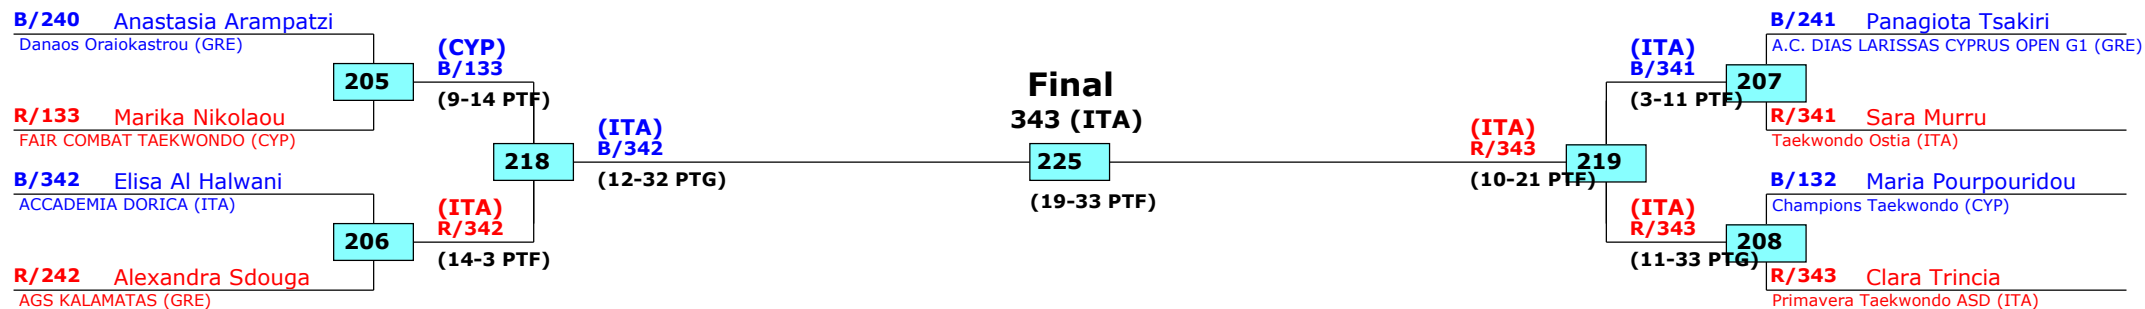 B/240 Anastasia Arampatzi
Danaos Oraiokastrou (GRE)
205
R/133 Marika Nikolaou
FAIR COMBAT TAEKWONDO (CYP)
B/342 Elisa Al Halwani
ACCADEMIA DORICA (ITA)
206
R/242 Alexandra Sdouga
AGS KALAMATAS (GRE)
(CYP)
B/133
(9-14 PTF)
218
(ITA)
R/342
(14-3 PTF)
(ITA)
B/342
(12-32 PTG)
Final
343 (ITA)
225
(19-33 PTF)
(ITA)
R/343
(10-21 PTF)
219
(ITA)
B/341
(3-11 PTF)
(ITA)
R/343
(11-33 PTG)
B/241 Panagiota Tsakiri
A.C. DIAS LARISSAS CYPRUS OPEN G1 (GRE)
207
R/341 Sara Murru
Taekwondo Ostia (ITA)
B/132 Maria Pourpouridou
Champions Taekwondo (CYP)
208
R/343 Clara Trincia
Primavera Taekwondo ASD (ITA)